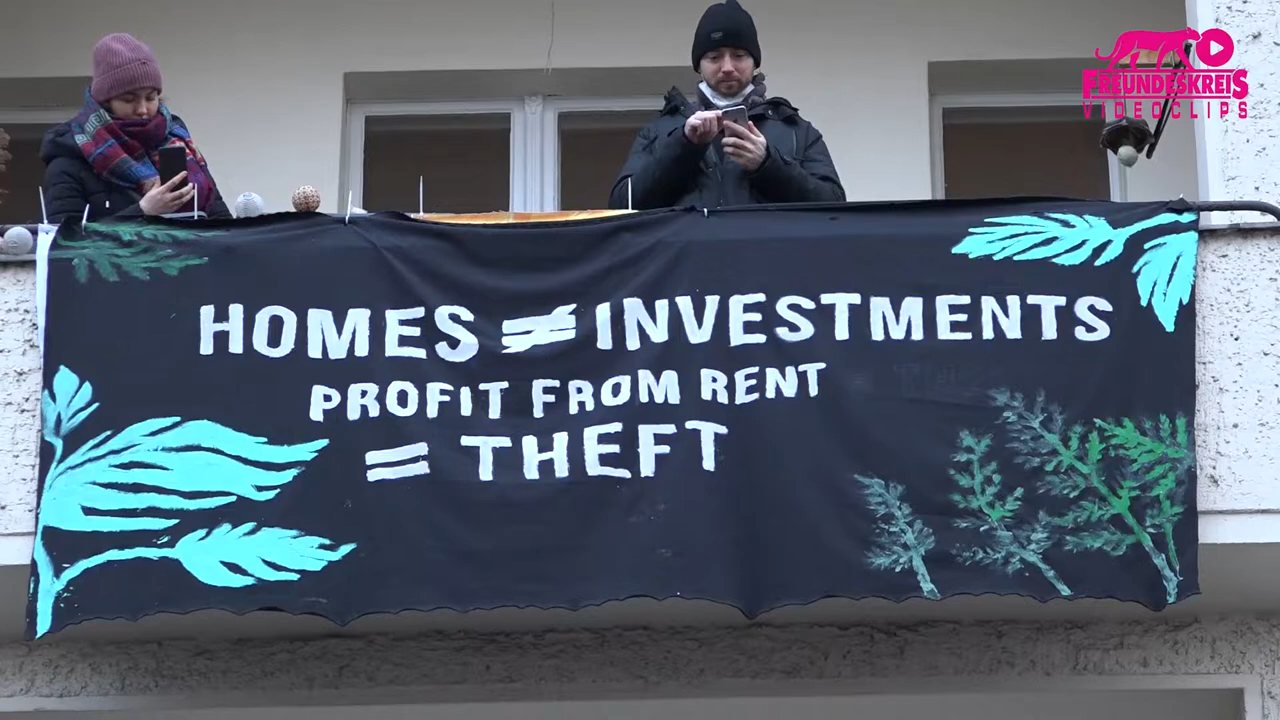 FREUNDESKREIS
VIDEOCLIPS
HOMES ≠ INVESTMENTS
PROFIT FROM RENT
= THEFT